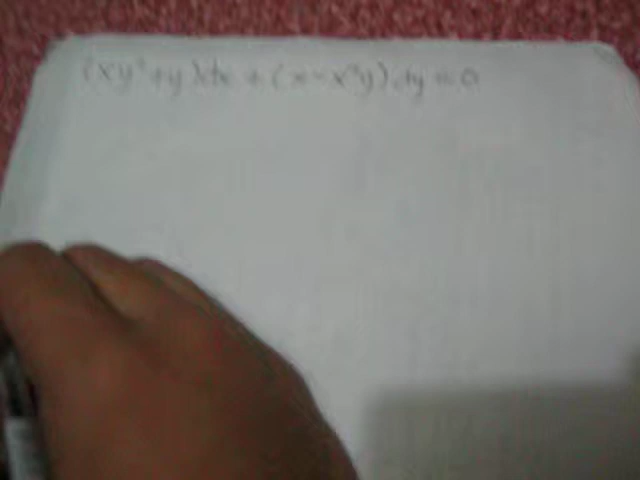 (xy² + y)dx + (x - x²y)dy = 0